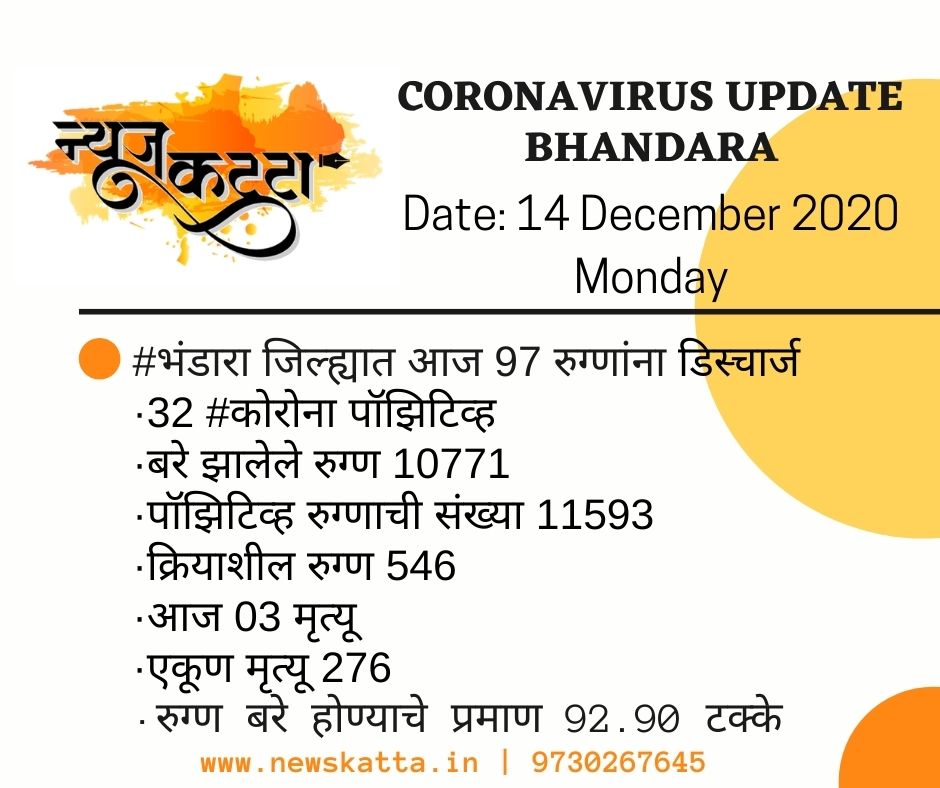 न्यूज कट्टा
CORONAVIRUS UPDATE
BHANDARA
Date: 14 December 2020
Monday
#भंडारा जिल्ह्यात आज 97 रुग्णांना डिस्चार्ज
·32 #कोरोना पॉझिटिव्ह
·बरे झालेले रुग्ण 10771
·पॉझिटिव्ह रुग्णाची संख्या 11593
·क्रियाशील रुग्ण 546
·आज 03 मृत्यू
·एकूण मृत्यू 276
·रुग्ण बरे होण्याचे प्रमाण 92.90 टक्के
www.newskatta.in | 9730267645